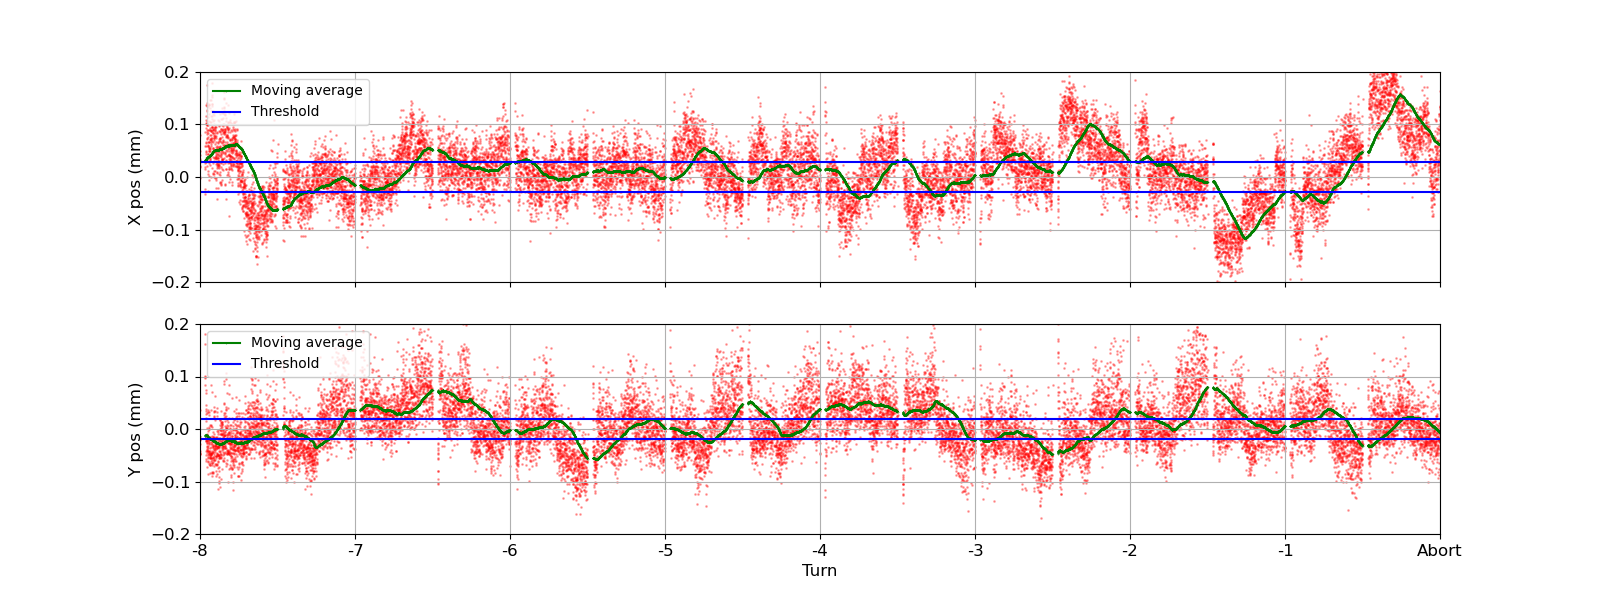 0.2
0.1
0.0
−0.1
−0.2
X pos (mm)
Moving average
Threshold
0.2
0.1
0.0
−0.1
−0.2
Y pos (mm)
Moving average
Threshold
-8 -7 -6 -5 -4 -3 -2 -1 Abort
Turn